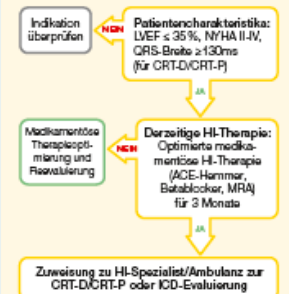 Indikation
überprüfen
NEIN
Patientencharakteristika:
LVEF ≤ 35%, NYHA II-IV,
QRS-Breite ≥130ms
(für CRT-D/CRT-P)
JA
Medikamentöse
Therapieopti-
mierung und
Reevaluierung
NEIN
Derzeitige HI-Therapie:
Optimierte medika-
mentöse HI-Therapie
(ACE-Hemmer,
Betablocker, MRA)
für 3 Monate
JA
Zuweisung zu HI-Spezialist/Ambulanz zur
CRT-D/CRT-P oder ICD-Evaluierung